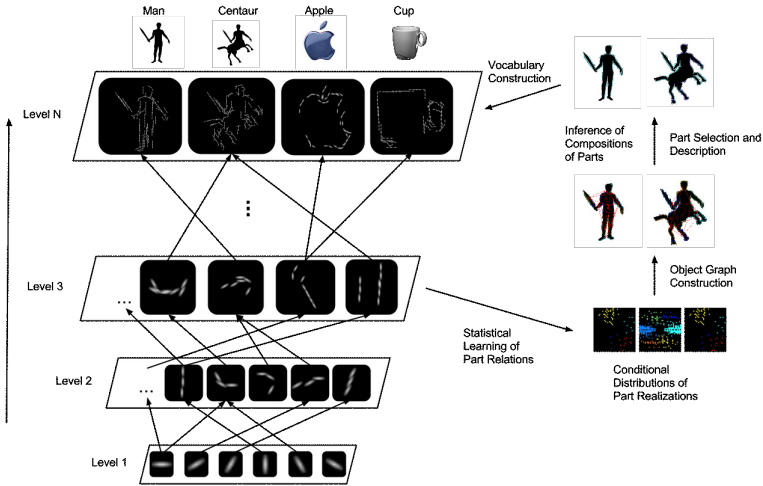 Man
Centaur
Apple
Cup
Vocabulary
Construction
Level N
Inference of
Compositions
of Parts
Part Selection and
Description
...
Level 3
...
Object Graph
Construction
Statistical
Learning of
Part Relations
Level 2
...
Conditional
Distributions of
Part Realizations
Level 1